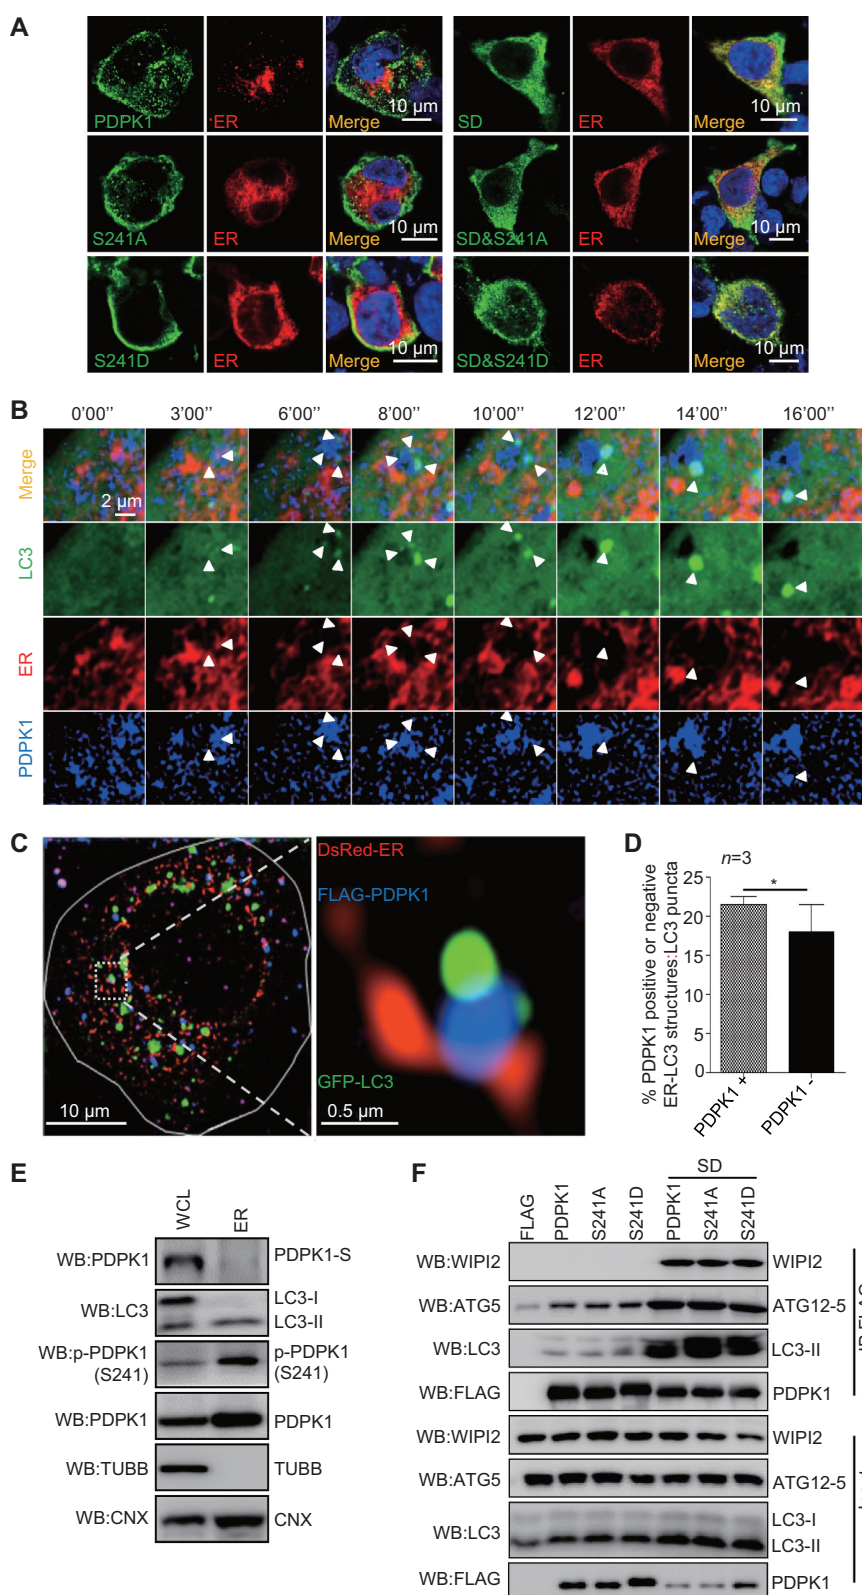 A
PDPK1 ER Merge 10 µm SD ER Merge 10 µm
S241A ER Merge 10 µm SD&S241A ER Merge 10 µm
S241D ER Merge 10 µm SD&S241D ER Merge 10 µm
B
0'00'' 3'00'' 6'00'' 8'00'' 10'00'' 12'00'' 14'00'' 16'00''
Merge
2 µm
LC3
ER
PDPK1
C
DsRed-ER
FLAG-PDPK1
GFP-LC3
10 µm
0.5 µm
D
n=3
*
% PDPK1 positive or negative
ER-LC3 structures:LC3 puncta
25
20
15
10
5
0
PDPK1 +
PDPK1 -
E
WCL ER
WB:PDPK1 PDPK1-S
WB:LC3 LC3-I
LC3-II
WB:p-PDPK1 p-PDPK1
(S241) (S241)
WB:PDPK1 PDPK1
WB:TUBB TUBB
WB:CNX CNX
F
SD
FLAG PDPK1 S241A S241D PDPK1 S241A S241D
WB:WIPI2 WIPI2
WB:ATG5 ATG12-5
WB:LC3 LC3-II
WB:FLAG PDPK1
WB:WIPI2 WIPI2
WB:ATG5 ATG12-5
WB:LC3 LC3-I
LC3-II
WB:FLAG PDPK1